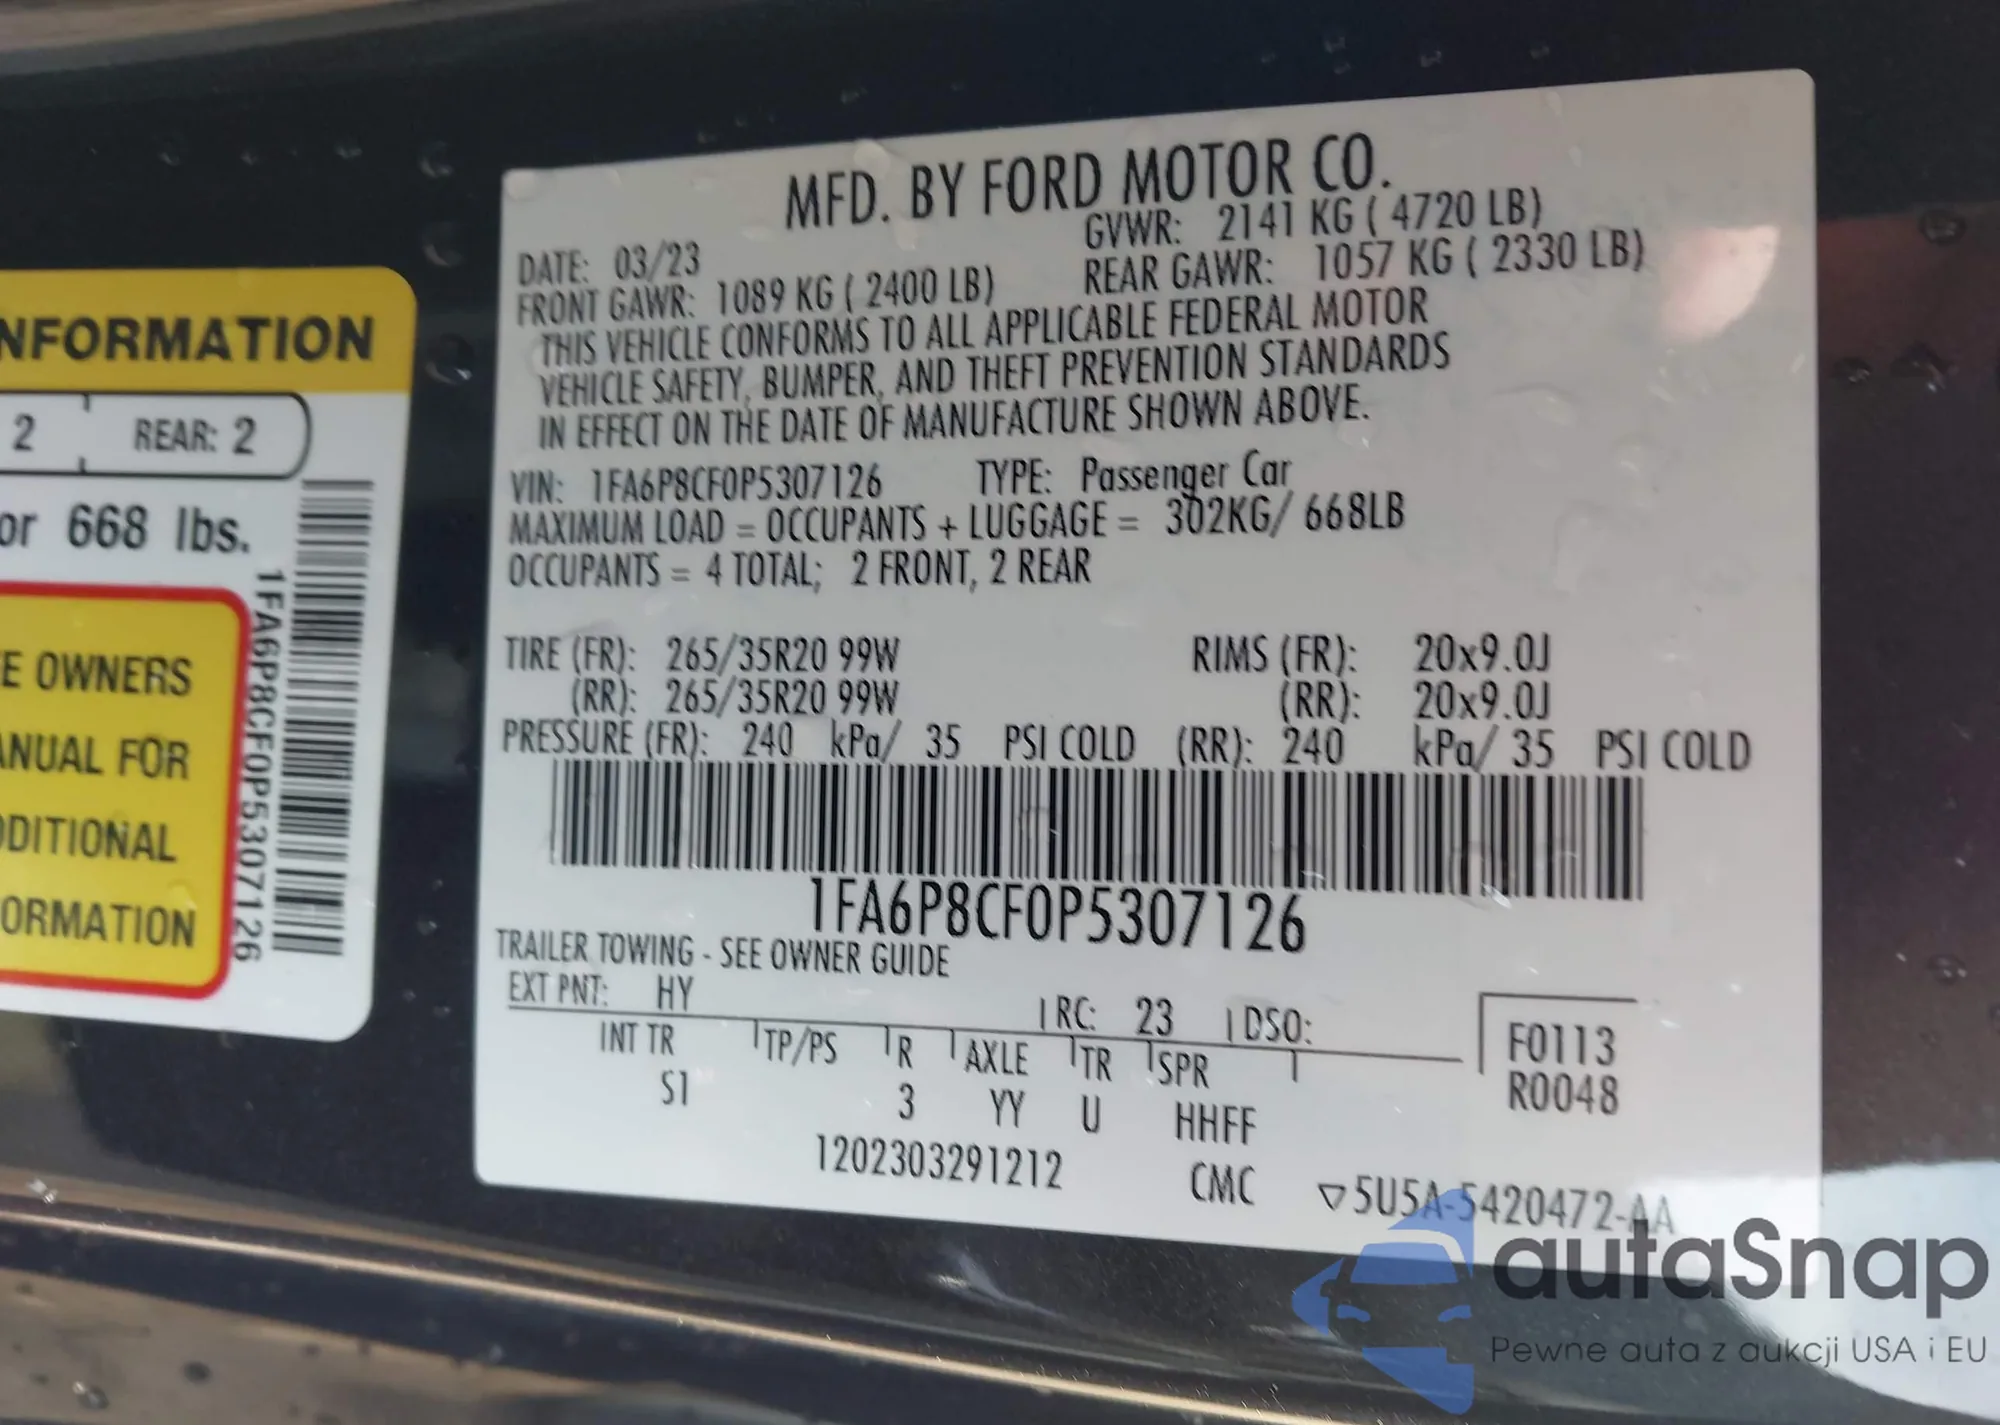 NFORMATION
2 REAR: 2
or 668 lbs.
E OWNERS
ANUAL FOR
DDITIONAL
ORMATION
1FA6P8CF0P5307126
MFD. BY FORD MOTOR CO.
DATE: 03/23 GVWR: 2141 KG ( 4720 LB)
FRONT GAWR: 1089 KG ( 2400 LB) REAR GAWR: 1057 KG ( 2330 LB)
THIS VEHICLE CONFORMS TO ALL APPLICABLE FEDERAL MOTOR
VEHICLE SAFETY, BUMPER, AND THEFT PREVENTION STANDARDS
IN EFFECT ON THE DATE OF MANUFACTURE SHOWN ABOVE.
VIN: 1FA6P8CF0P5307126 TYPE: Passenger Car
MAXIMUM LOAD = OCCUPANTS + LUGGAGE = 302KG/ 668LB
OCCUPANTS = 4 TOTAL; 2 FRONT, 2 REAR
TIRE (FR): 265/35R20 99W RIMS (FR): 20x9.0J
(RR): 265/35R20 99W (RR): 20x9.0J
PRESSURE (FR): 240 kPa/ 35 PSI COLD (RR): 240 kPa/ 35 PSI COLD
1FA6P8CF0P5307126
TRAILER TOWING - SEE OWNER GUIDE
EXT PNT: HY RC: 23 DSO:
INT TR TP/PS R AXLE TR SPR
S1 3 YY U HHFF
F0113
R0048
1202303291212 CMC ▽5U5A-5420472-AA
autaSnap
Pewne auta z aukcji USA i EU